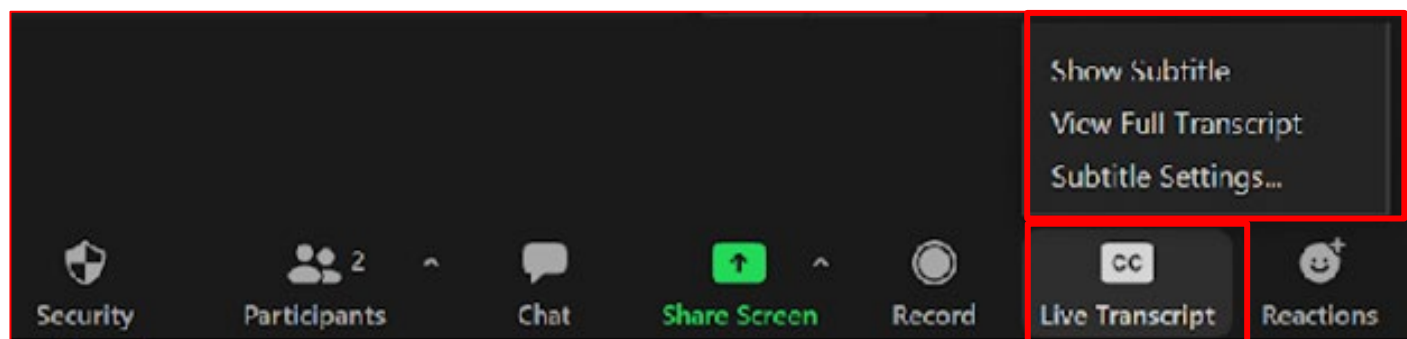 Show Subtitle
View Full Transcript
Subtitle Settings...
2
CC
Security
Participants
Chat
Share Screen
Record
Live Transcript
Reactions